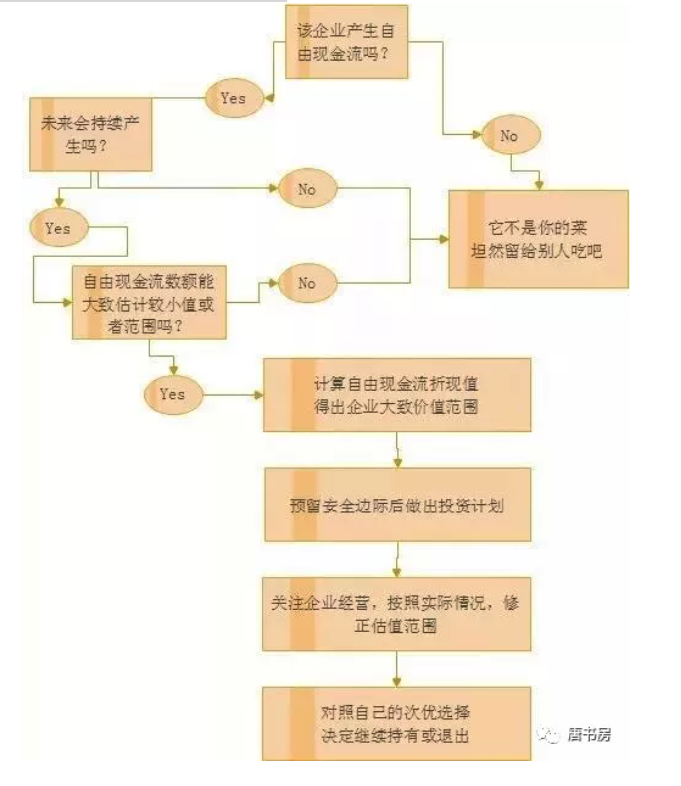 该企业产生自
由现金流吗？
Yes
未来会持续产
生吗？
No
No
Yes
它不是你的菜
坦然留给别人吃吧
自由现金流数额能
大致估计较小值或
者范围吗？
No
Yes
计算自由现金流折现值
得出企业大致价值范围
预留安全边际后做出投资计划
关注企业经营，按照实际情况，修
正估值范围
对照自己的次优选择
决定继续持有或退出
唐书房